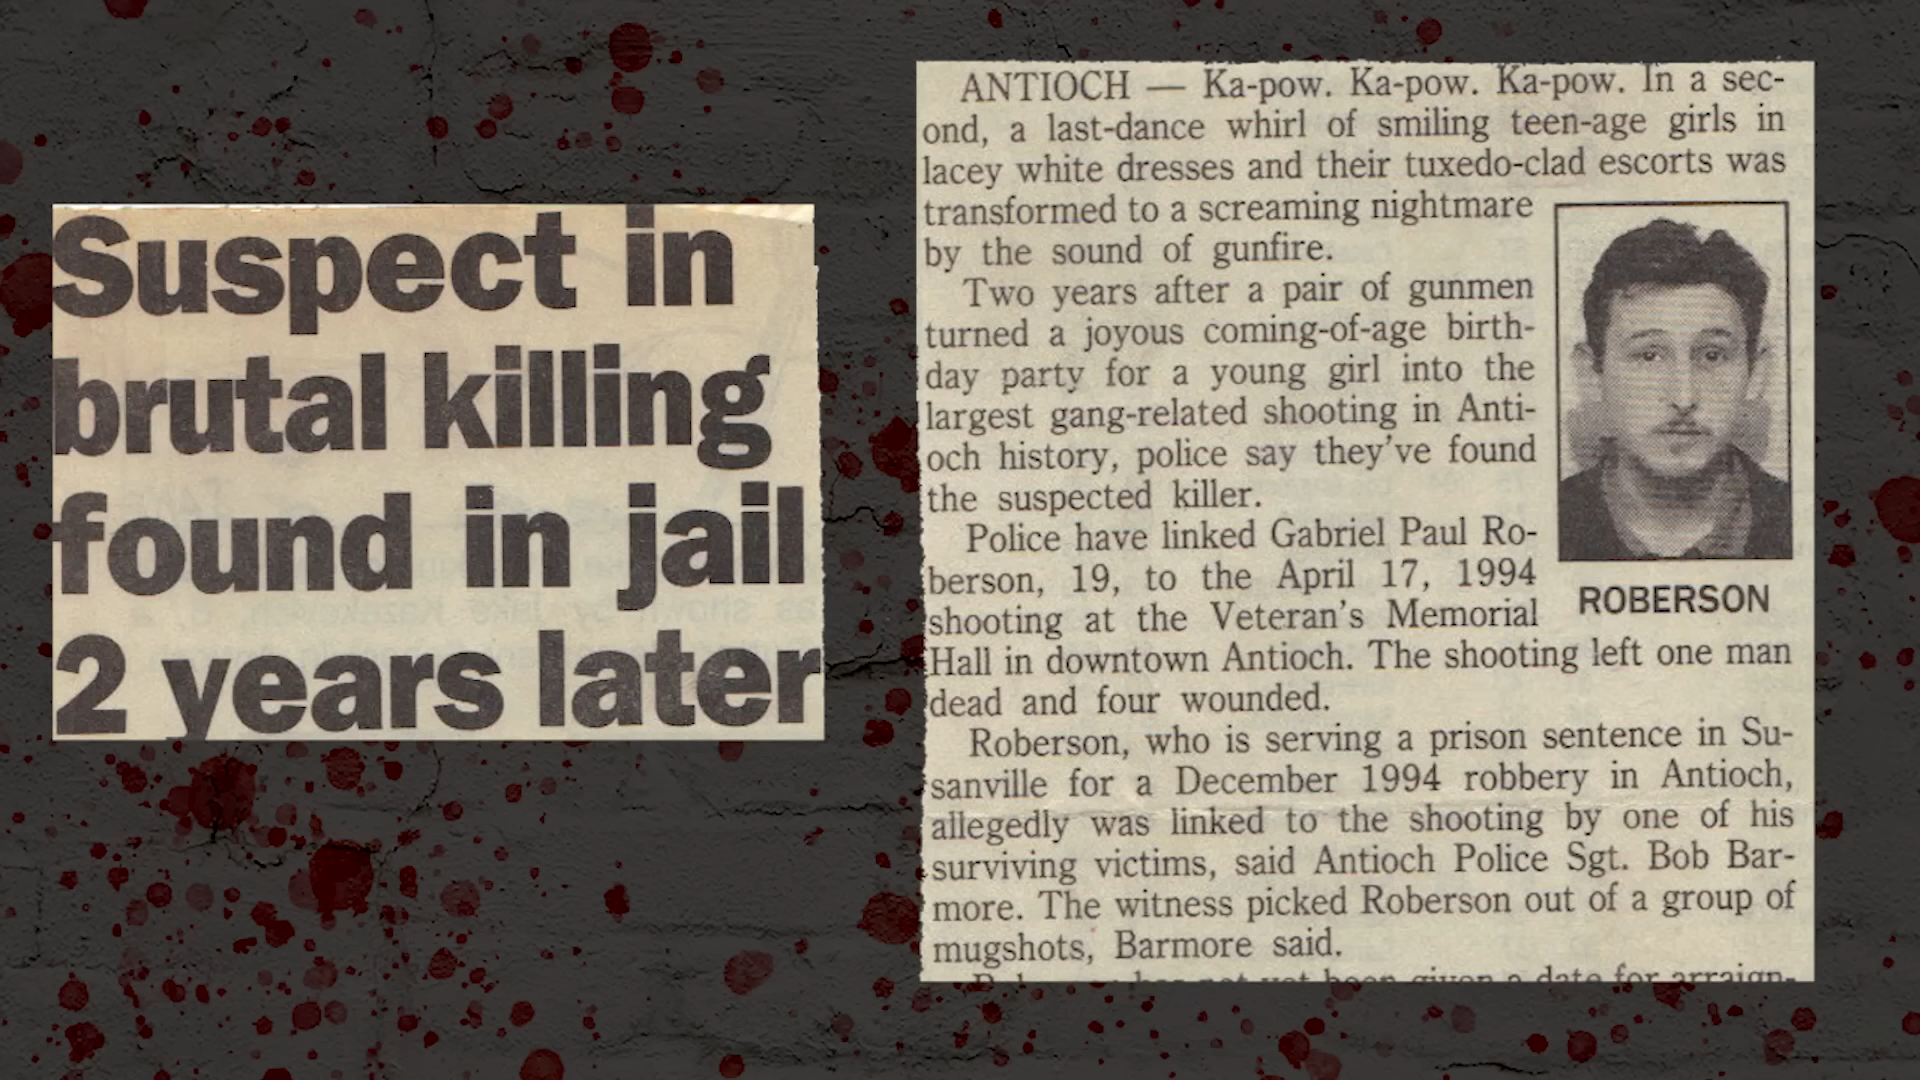 Suspect in
brutal killing
found in jail
2 years later
ANTIOCH — Ka-pow. Ka-pow. Ka-pow. In a sec-
ond, a last-dance whirl of smiling teen-age girls in
lacey white dresses and their tuxedo-clad escorts was
transformed to a screaming nightmare
by the sound of gunfire.
Two years after a pair of gunmen
turned a joyous coming-of-age birth-
day party for a young girl into the
largest gang-related shooting in Anti-
och history, police say they've found
the suspected killer.
Police have linked Gabriel Paul Ro-
berson, 19, to the April 17, 1994
shooting at the Veteran's Memorial
Hall in downtown Antioch. The shooting left one man
dead and four wounded.
Roberson, who is serving a prison sentence in Su-
sanville for a December 1994 robbery in Antioch,
allegedly was linked to the shooting by one of his
surviving victims, said Antioch Police Sgt. Bob Bar-
more. The witness picked Roberson out of a group of
mugshots, Barmore said.
has not yet been given a date for arraign-
ROBERSON